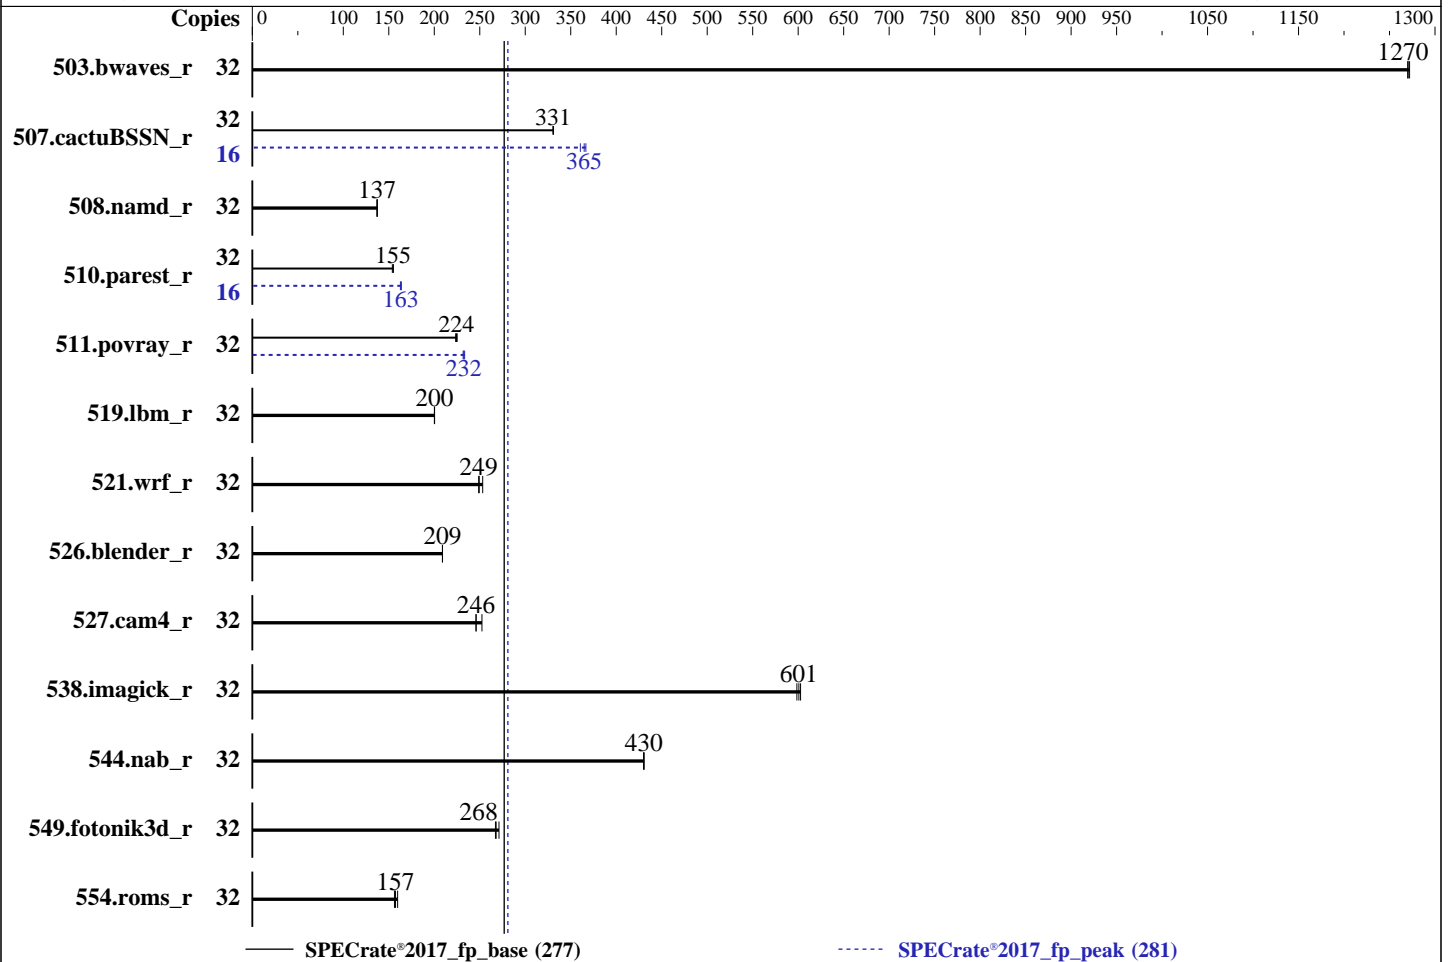 Copies 0 100 150 200 250 300 350 400 450 500 550 600 650 700 750 800 850 900 950 1050 1150 1300
503.bwaves_r 32 1270
507.cactuBSSN_r 32 331
16 365
508.namd_r 32 137
510.parest_r 32 155
16 163
511.povray_r 32 224
232
519.lbm_r 32 200
521.wrf_r 32 249
526.blender_r 32 209
527.cam4_r 32 246
538.imagick_r 32 601
544.nab_r 32 430
549.fotonik3d_r 32 268
554.roms_r 32 157
SPECrate®2017_fp_base (277) SPECrate®2017_fp_peak (281)